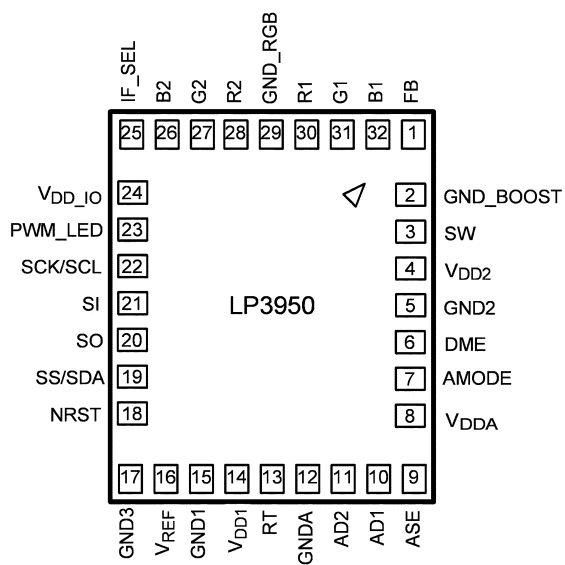 IF_SEL B2 G2 R2 GND_RGB R1 G1 B1 FB
25 26 27 28 29 30 31 32 1
VDD_IO 24 2 GND_BOOST
PWM_LED 23 3 SW
SCK/SCL 22 4 VDD2
SI 21 LP3950 5 GND2
SO 20 6 DME
SS/SDA 19 7 AMODE
NRST 18 8 VDDA
17 16 15 14 13 12 11 10 9
GND3 VREF GND1 VDD1 RT GNDA AD2 AD1 ASE